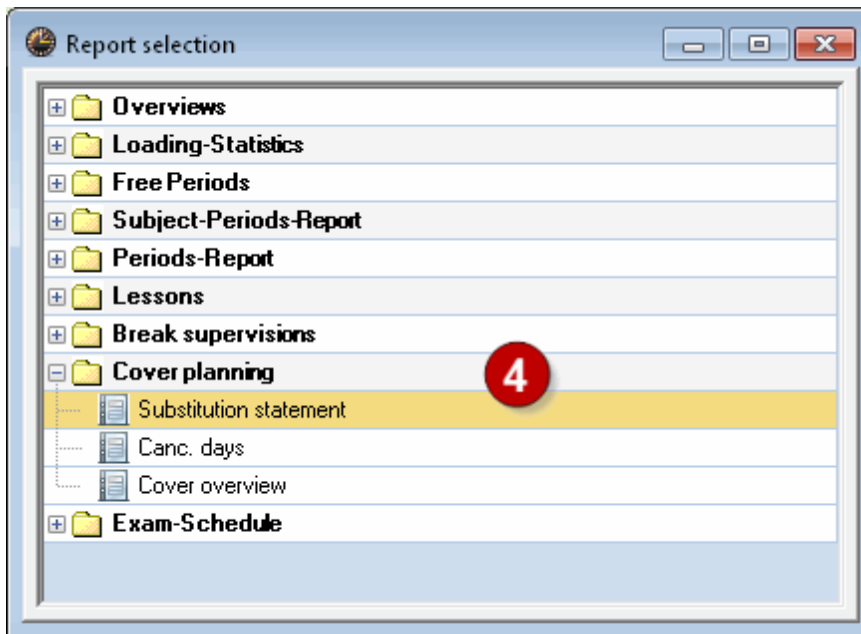 Report selection
Overviews
Loading-Statistics
Free Periods
Subject-Periods-Report
Periods-Report
Lessons
Break supervisions
Cover planning
4
Substitution statement
Canc. days
Cover overview
Exam-Schedule